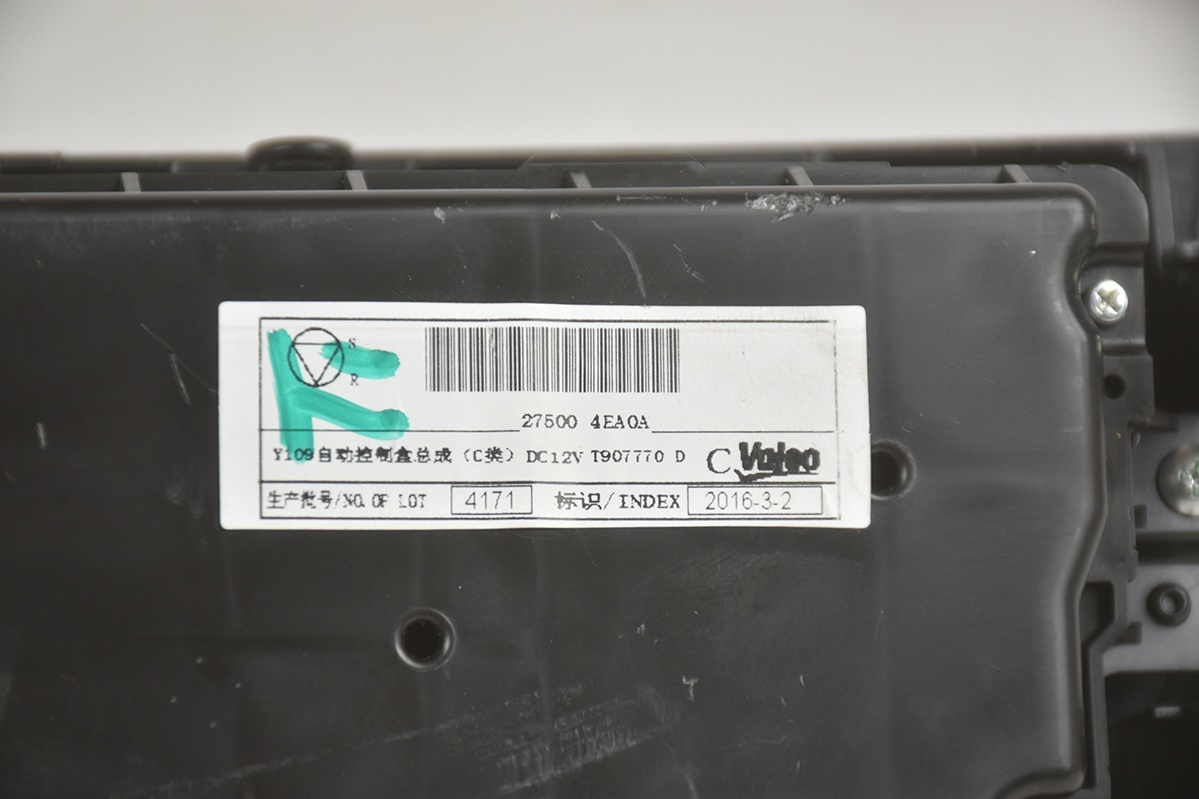 S
R
27500 4EA0A
Y109自动控制盒总成（C类）DC12V T907770 D C Valeo
生产批号/NO. OF LOT 4171 标识/INDEX 2016-3-2